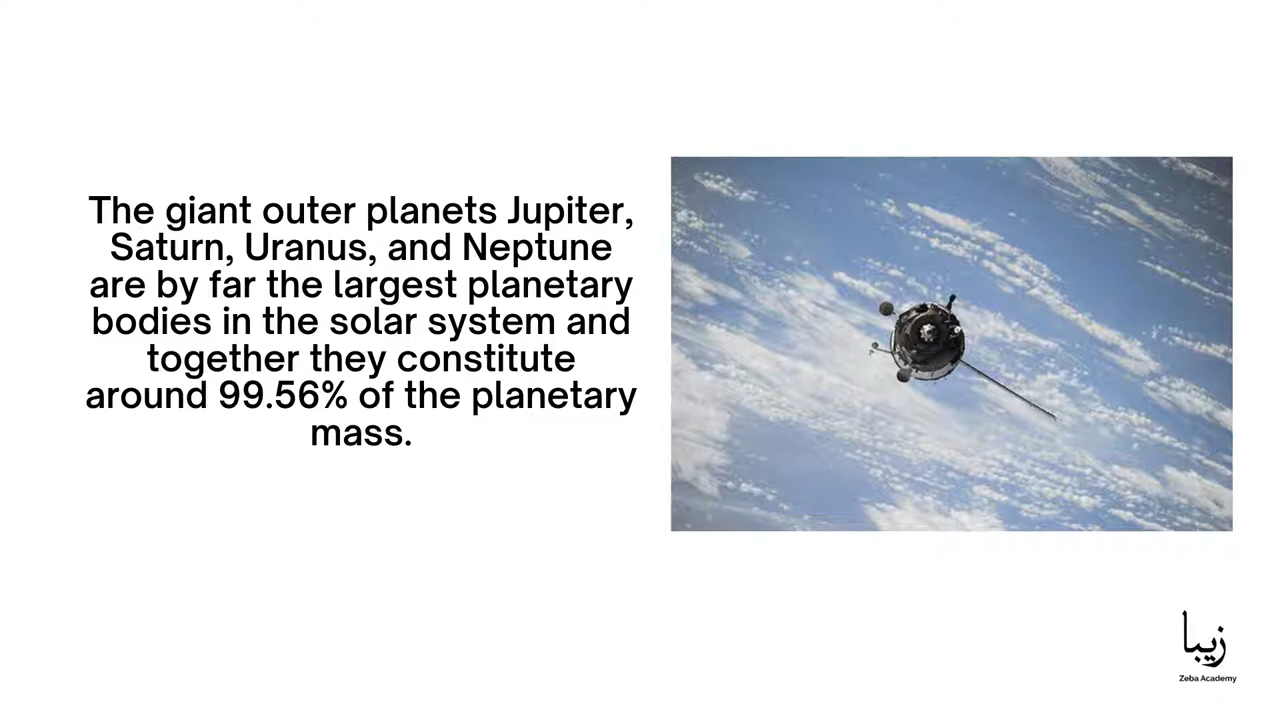 The giant outer planets Jupiter,
Saturn, Uranus, and Neptune
are by far the largest planetary
bodies in the solar system and
together they constitute
around 99.56% of the planetary
mass.
زيبا
Zeba Academy